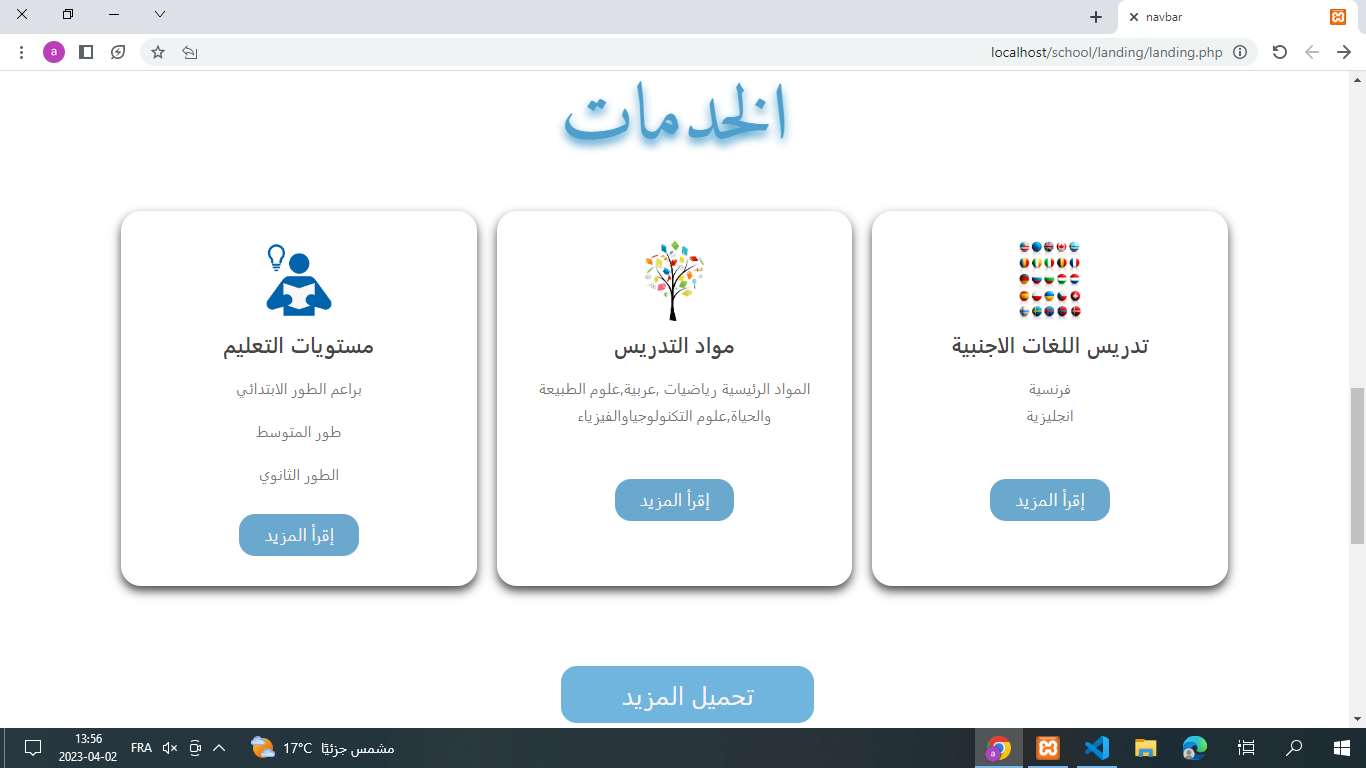 navbar
localhost/school/landing/landing.php
a
الخدمات
تدريس اللغات الاجنبية
فرنسية
انجليزية
إقرأ المزيد
مواد التدريس
المواد الرئيسية رياضيات ,عربية,علوم الطبيعة
والحياة,علوم التكنولوجياوالفيزياء
إقرأ المزيد
مستويات التعليم
براعم الطور الابتدائي
طور المتوسط
الطور الثانوي
إقرأ المزيد
تحميل المزيد
مشمس جزئيًا 17°C
FRA
13:56
2023-04-02